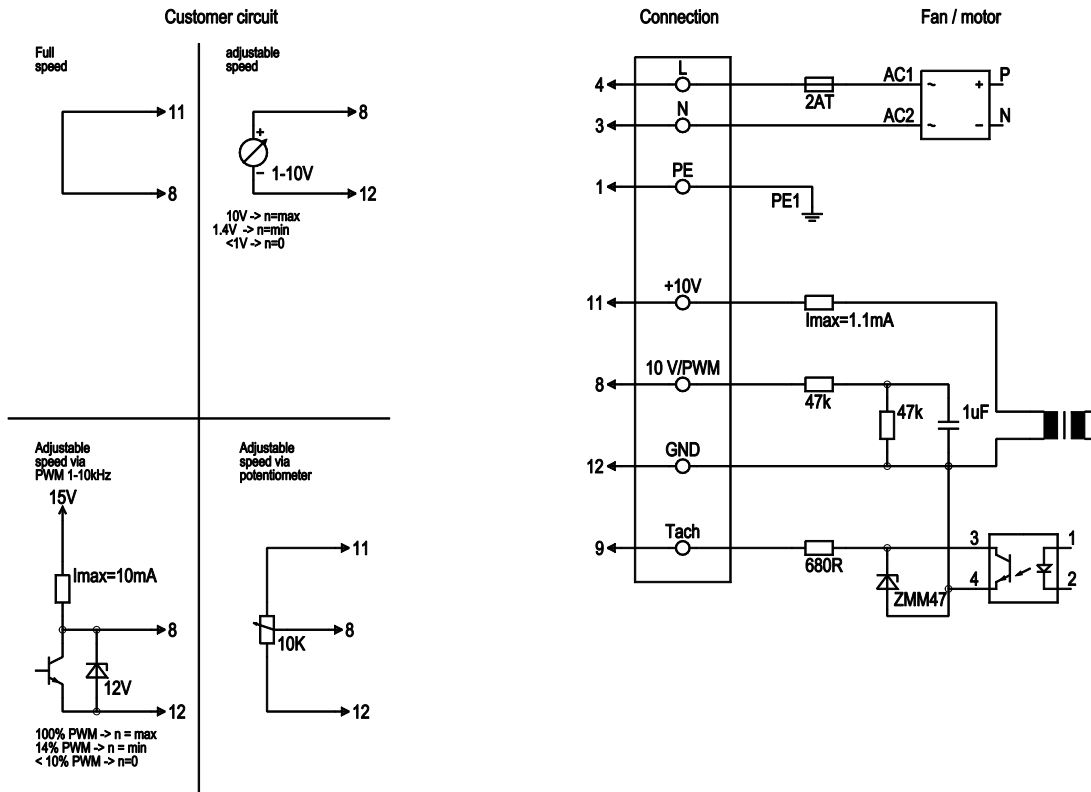 Customer circuit
Full
speed
11
8
adjustable
speed
8
+
− 1-10V
12
10V -> n=max
1.4V -> n=min
<1V -> n=0
Adjustable
speed via
PWM 1-10kHz
15V
Imax=10mA
8
12V
12
100% PWM -> n = max
14% PWM -> n = min
< 10% PWM -> n=0
Adjustable
speed via
potentiometer
11
8
10K
12
Connection
Fan / motor
4 L 2AT AC1 ~ + P
3 N AC2 ~ − N
1 PE PE1
11 +10V Imax=1.1mA
8 10 V/PWM 47k 47k 1uF
12 GND
9 Tach 680R 3 1
ZMM47 4 2